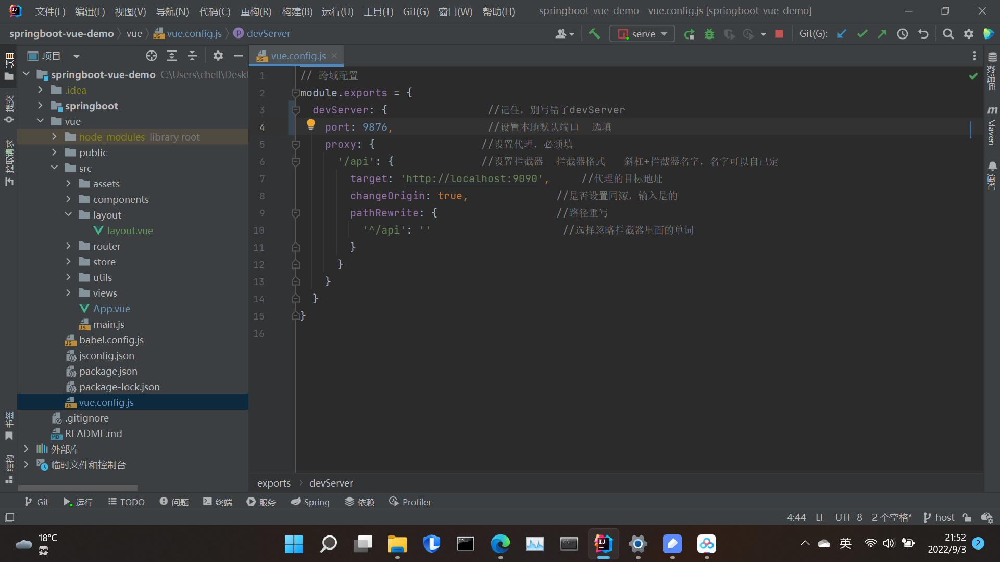 文件(F) 编辑(E) 视图(V) 导航(N) 代码(C) 重构(R) 构建(B) 运行(U) 工具(T) Git(G) 窗口(W) 帮助(H) springboot-vue-demo - vue.config.js [springboot-vue-demo]
springboot-vue-demo vue vue.config.js devServer serve Git(G):
项目 vue.config.js
项目
提交
拉取请求
书签
结构
springboot-vue-demo C:\Users\chell\Deskt
.idea
springboot
vue
node_modules library root
public
src
assets
components
layout
layout.vue
router
store
utils
views
App.vue
main.js
babel.config.js
jsconfig.json
package.json
package-lock.json
vue.config.js
.gitignore
README.md
外部库
临时文件和控制台
1 // 跨域配置
2 module.exports = {
3 devServer: { //记住，别写错了devServer
4 port: 9876, //设置本地默认端口 选填
5 proxy: { //设置代理，必须填
6 '/api': { //设置拦截器 拦截器格式 斜杠+拦截器名字，名字可以自己定
7 target: 'http://localhost:9090', //代理的目标地址
8 changeOrigin: true, //是否设置同源，输入是的
9 pathRewrite: { //路径重写
10 '^/api': '' //选择忽略拦截器里面的单词
11 }
12 }
13 }
14 }
15 }
16
数据库
Maven
通知
exports devServer
Git 运行 TODO 问题 终端 服务 Spring 依赖 Profiler
4:44 LF UTF-8 2 个空格* host
18°C
雾
英
21:52
2022/9/3
2